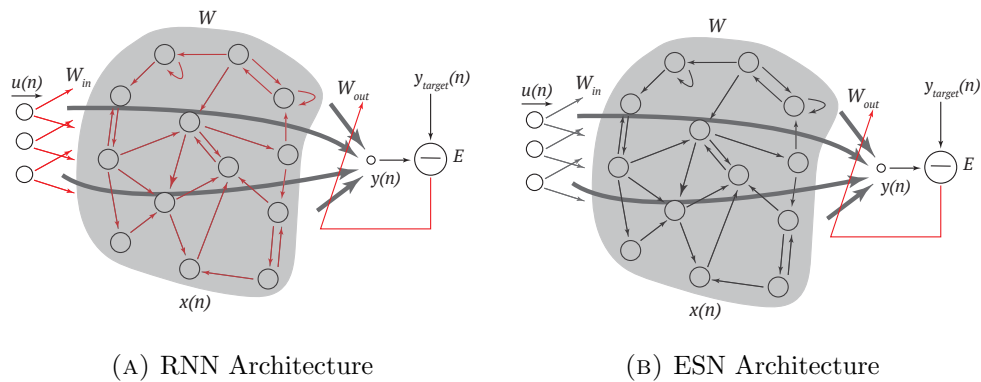 W
u(n)
W_in
W_out
y_target(n)
E
y(n)
x(n)
(A) RNN Architecture
W
u(n)
W_in
W_out
y_target(n)
E
y(n)
x(n)
(B) ESN Architecture